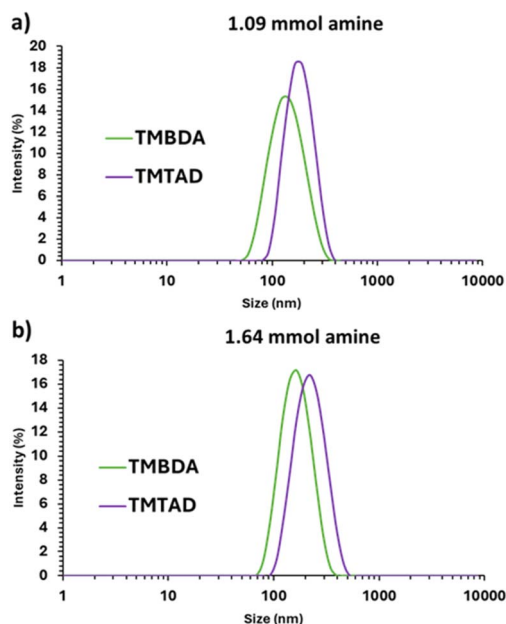 a)
1.09 mmol amine
20
18
16
14
12
10
8
6
4
2
0
Intensity (%)
TMBDA
TMTAD
1 10 100 1000 10000
Size (nm)
b)
1.64 mmol amine
18
16
14
12
10
8
6
4
2
0
Intensity (%)
TMBDA
TMTAD
1 10 100 1000 10000
Size (nm)